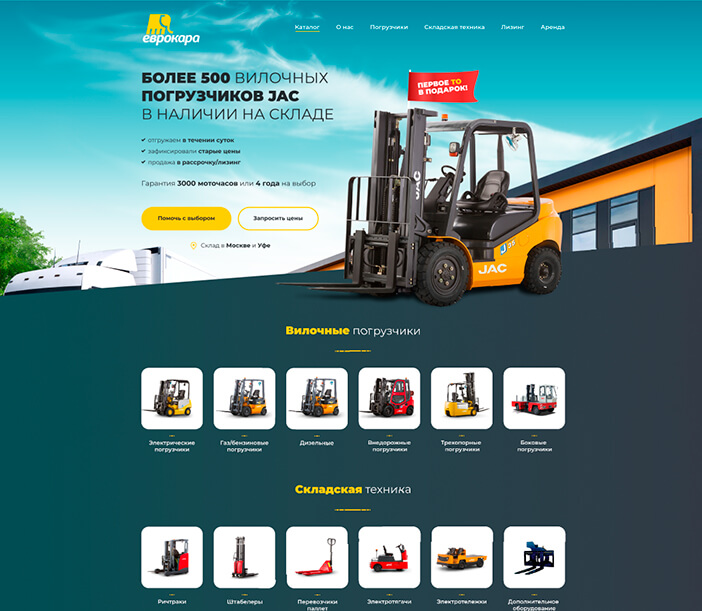 еврокара
Каталог О нас Погрузчики Складская техника Лизинг Аренда
БОЛЕЕ 500 ВИЛОЧНЫХ
ПОГРУЗЧИКОВ JAC
В НАЛИЧИИ НА СКЛАДЕ
ПЕРВОЕ ТО
В ПОДАРОК!
отгружаем в течении суток
зафиксировали старые цены
продажа в рассрочку/лизинг
Гарантия 3000 моточасов или 4 года на выбор
Помочь с выбором Запросить цены
Склад в Москве и Уфе
JAC
JAC
Вилочные погрузчики
Электрические
погрузчики
Газ/бензиновые
погрузчики
Дизельные
Внедорожные
погрузчики
Трехопорные
погрузчики
Боковые
погрузчики
Складская техника
Ричтраки
Штабелеры
Перевозчики
паллет
Электротягачи
Электротележки
Дополнительное
оборудование